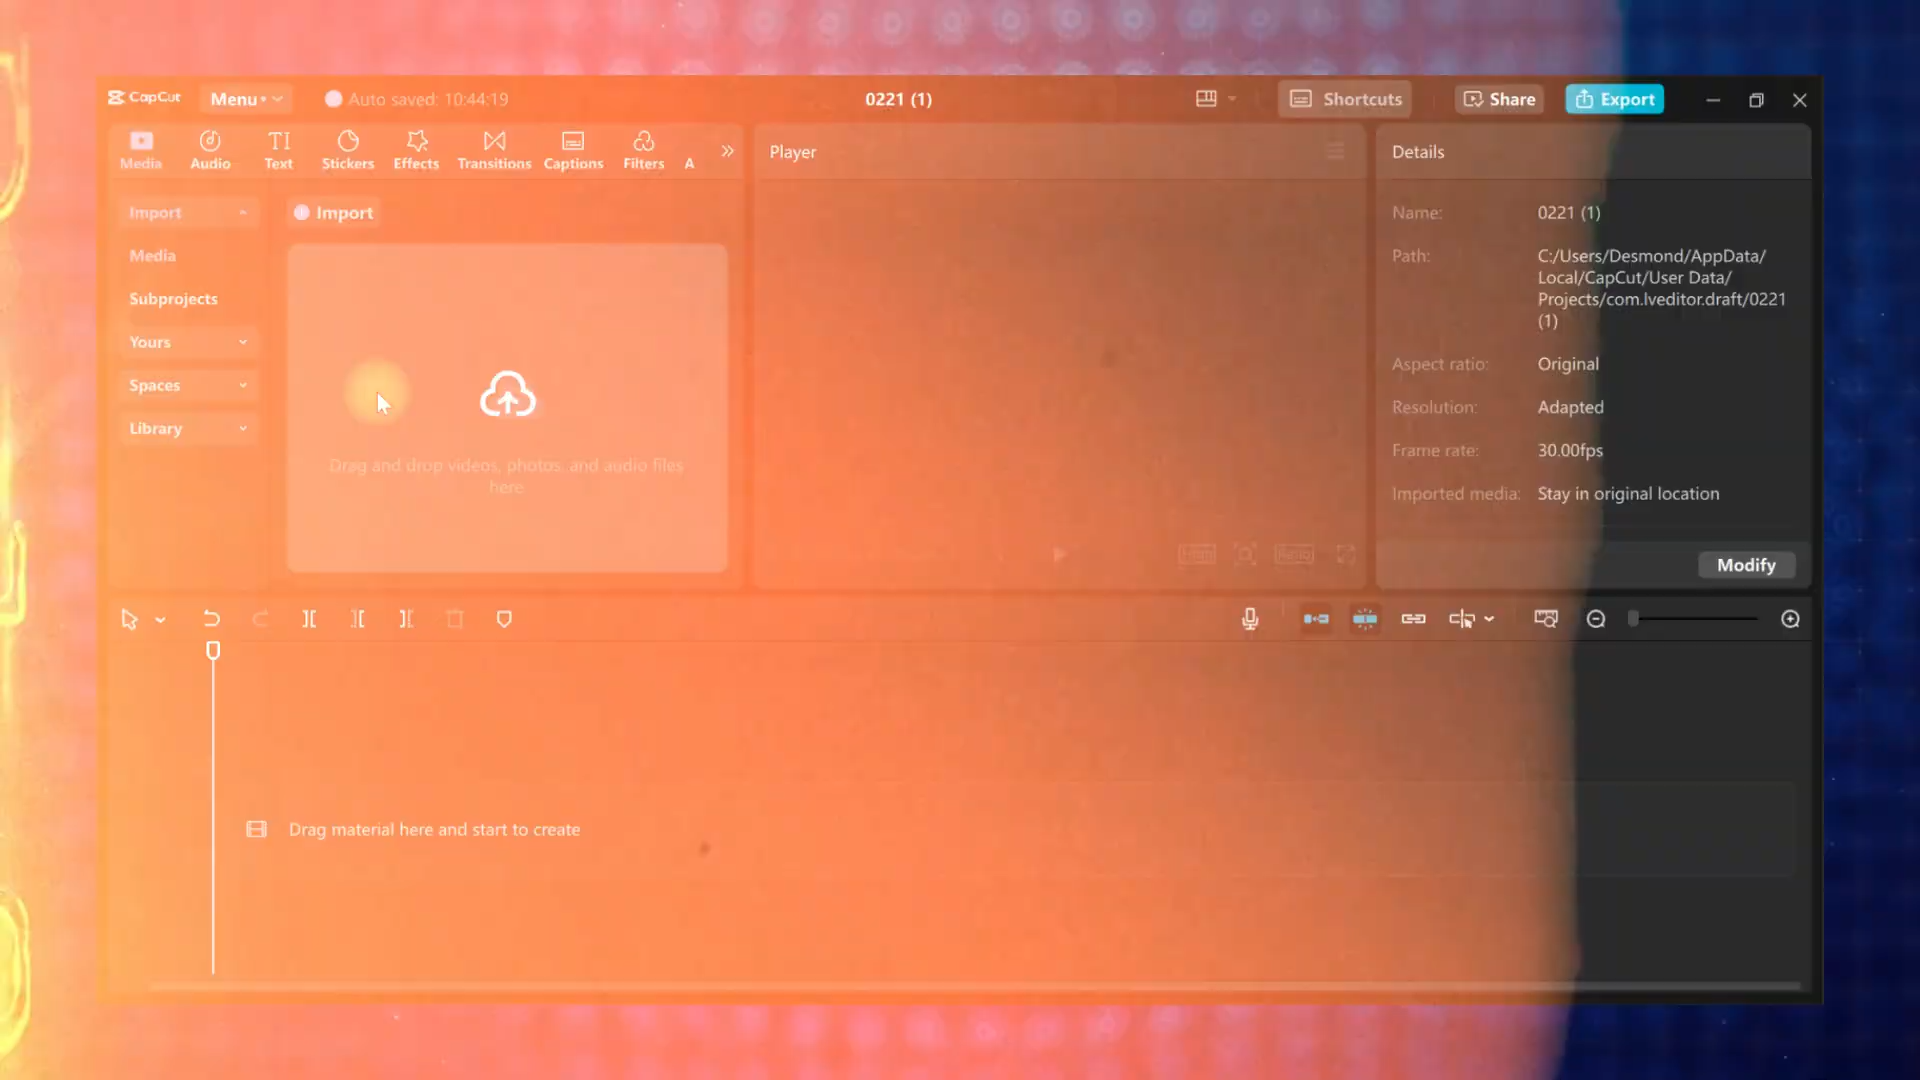 CapCut
Menu
Auto saved: 10:44:19
0221 (1)
Shortcuts
Share
Export
Media
Audio
TI
Text
Stickers
Effects
Transitions
Captions
Filters
A
Player
Details
Import
Media
Subprojects
Yours
Spaces
Library
Import
Drag and drop videos, photos, and audio files
here
Ratio
Name:
0221 (1)
Path:
C:/Users/Desmond/AppData/
Local/CapCut/User Data/
Projects/com.lveditor.draft/0221
(1)
Aspect ratio:
Original
Resolution:
Adapted
Frame rate:
30.00fps
Imported media:
Stay in original location
Modify
Drag material here and start to create